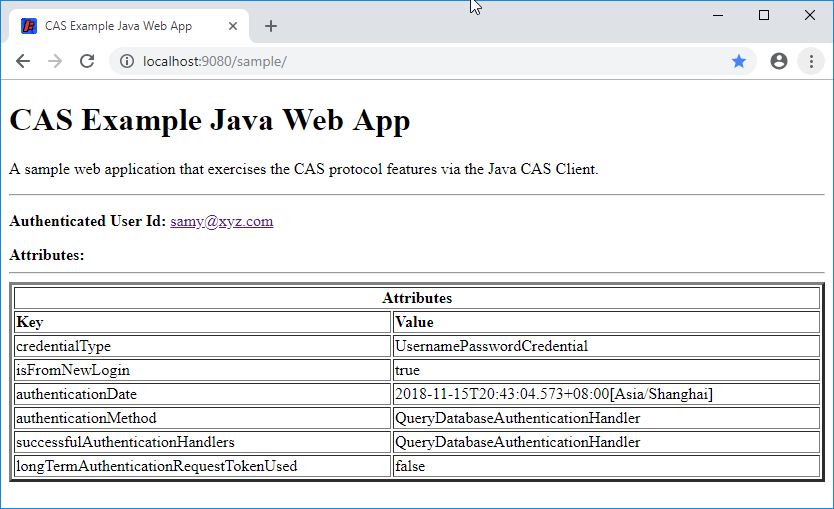 CAS Example Java Web App
localhost:9080/sample/
CAS Example Java Web App
A sample web application that exercises the CAS protocol features via the Java CAS Client.
Authenticated User Id: samy@xyz.com
Attributes:
Attributes
Key Value
credentialType UsernamePasswordCredential
isFromNewLogin true
authenticationDate 2018-11-15T20:43:04.573+08:00[Asia/Shanghai]
authenticationMethod QueryDatabaseAuthenticationHandler
successfulAuthenticationHandlers QueryDatabaseAuthenticationHandler
longTermAuthenticationRequestTokenUsed false